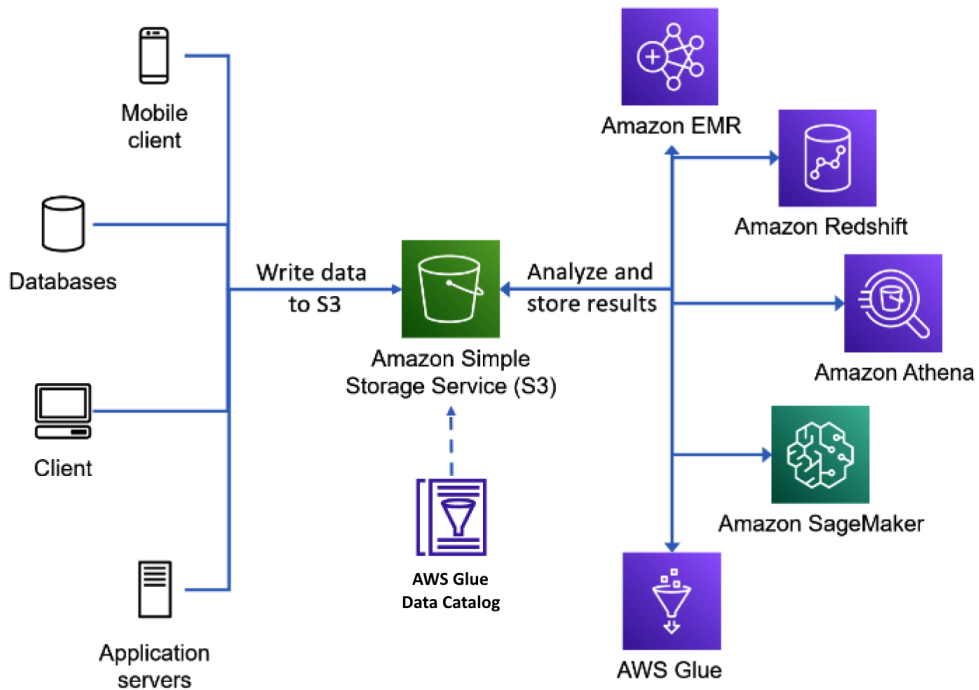 Mobile
client
Databases
Client
Application
servers
Write data
to S3
Amazon Simple
Storage Service (S3)
AWS Glue
Data Catalog
Analyze and
store results
Amazon EMR
Amazon Redshift
Amazon Athena
Amazon SageMaker
AWS Glue